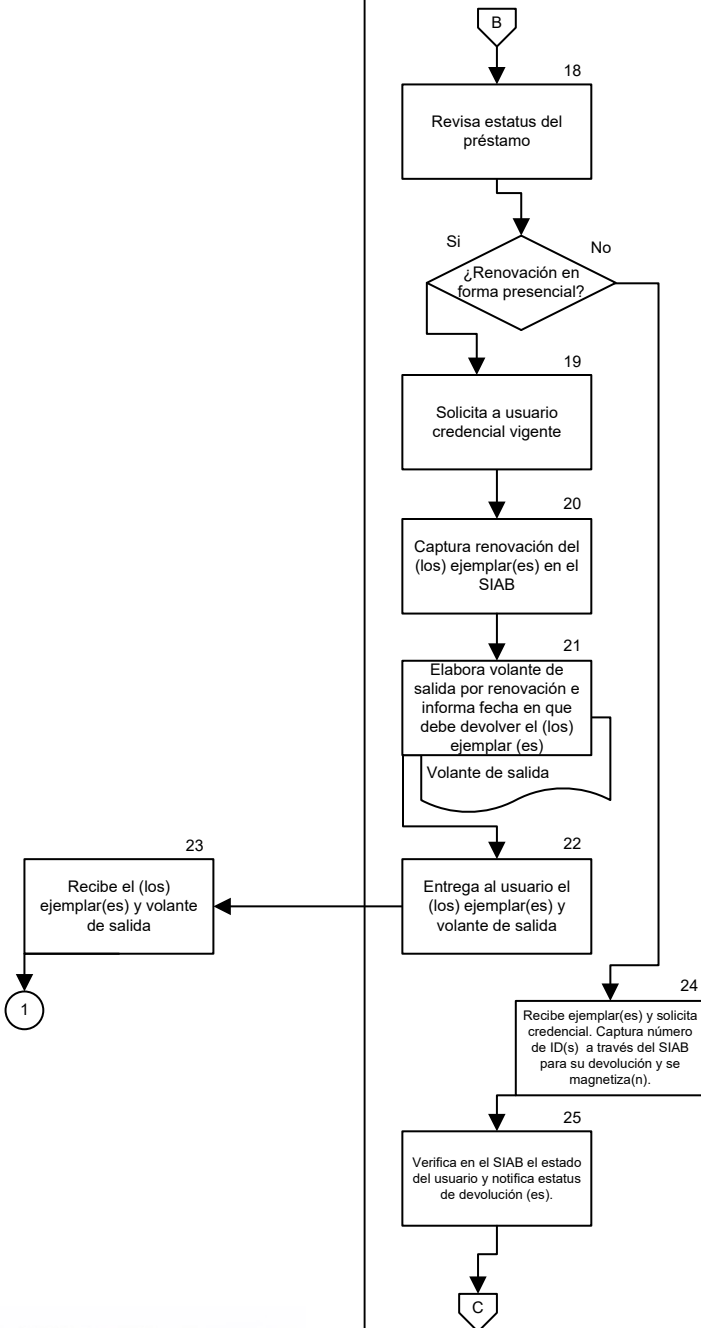 B
18
Revisa estatus del
préstamo
Si
No
¿Renovación en
forma presencial?
19
Solicita a usuario
credencial vigente
20
Captura renovación del
(los) ejemplar(es) en el
SIAB
21
Elabora volante de
salida por renovación e
informa fecha en que
debe devolver el (los)
ejemplar (es)
Volante de salida
22
Entrega al usuario el
(los) ejemplar(es) y
volante de salida
23
Recibe el (los)
ejemplar(es) y volante
de salida
1
24
Recibe ejemplar(es) y solicita
credencial. Captura número
de ID(s) a través del SIAB
para su devolución y se
magnetiza(n).
25
Verifica en el SIAB el estado
del usuario y notifica estatus
de devolución (es).
C